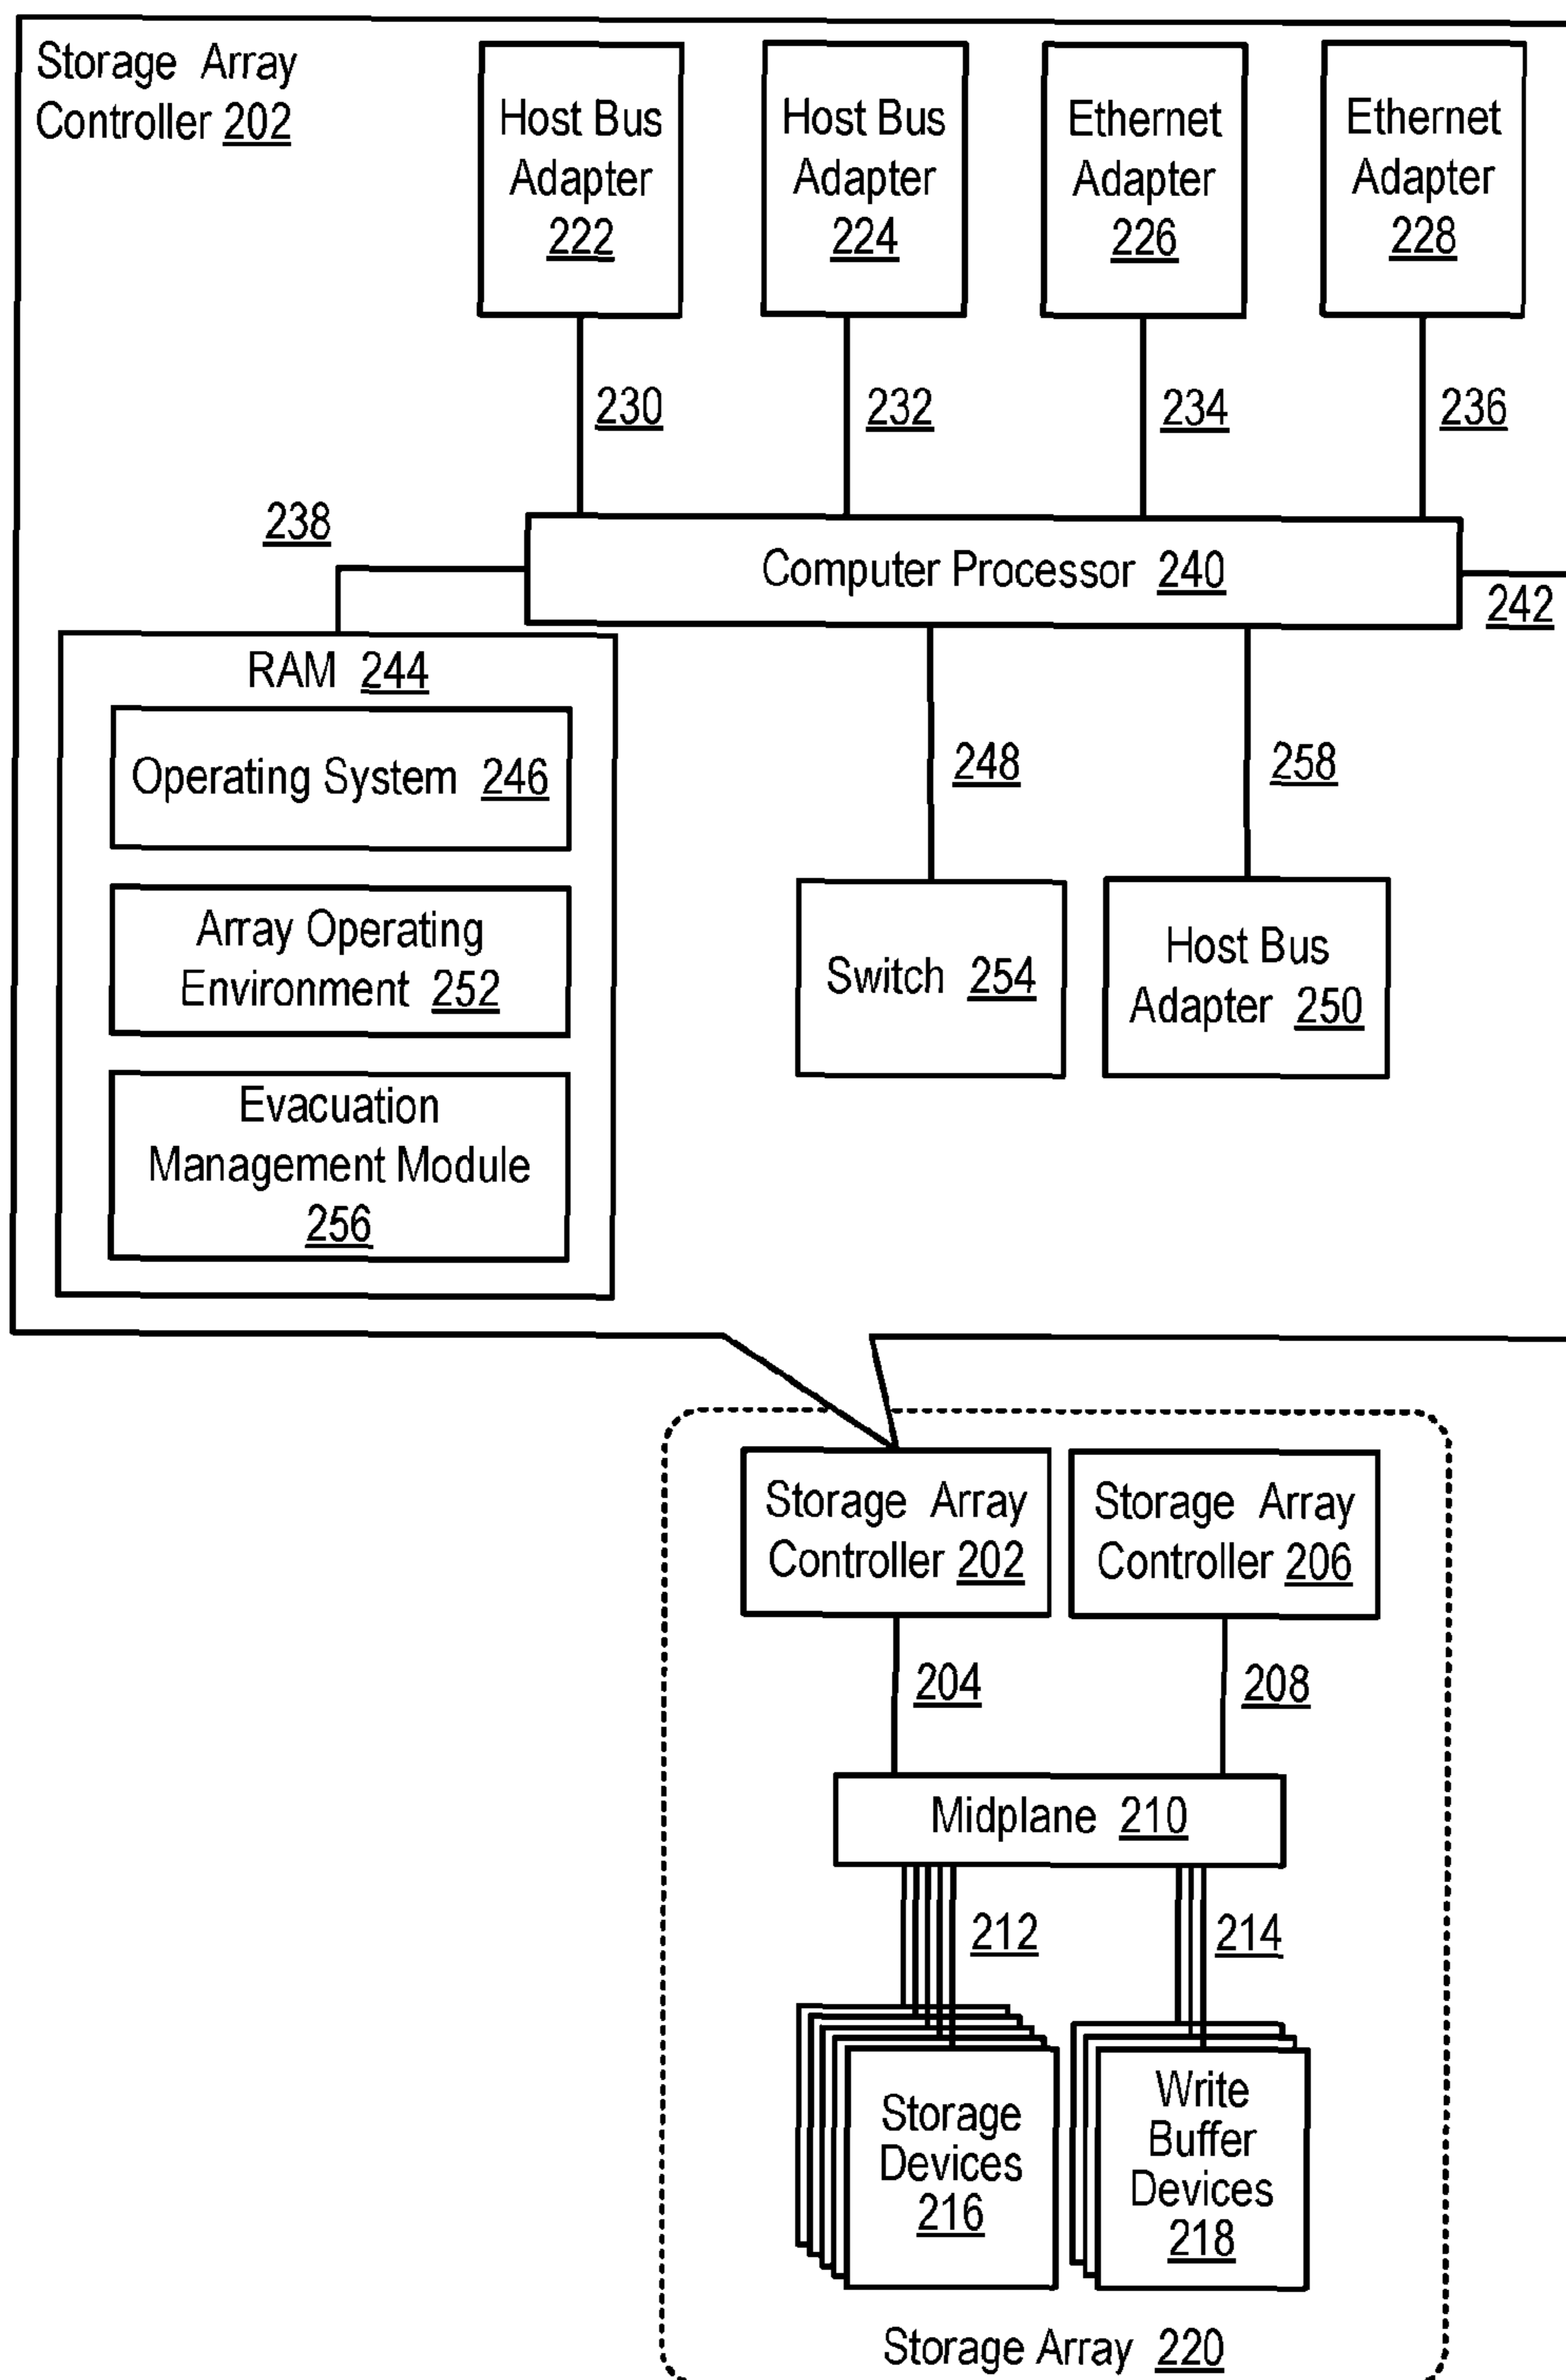 Storage Array
Controller 202
Host Bus
Adapter
222
Host Bus
Adapter
224
Ethernet
Adapter
226
Ethernet
Adapter
228
230
232
234
236
238
Computer Processor 240
242
RAM 244
Operating System 246
Array Operating
Environment 252
Evacuation
Management Module
256
248
258
Switch 254
Host Bus
Adapter 250
Storage Array
Controller 202
Storage Array
Controller 206
204
208
Midplane 210
212
214
Storage
Devices
216
Write
Buffer
Devices
218
Storage Array 220